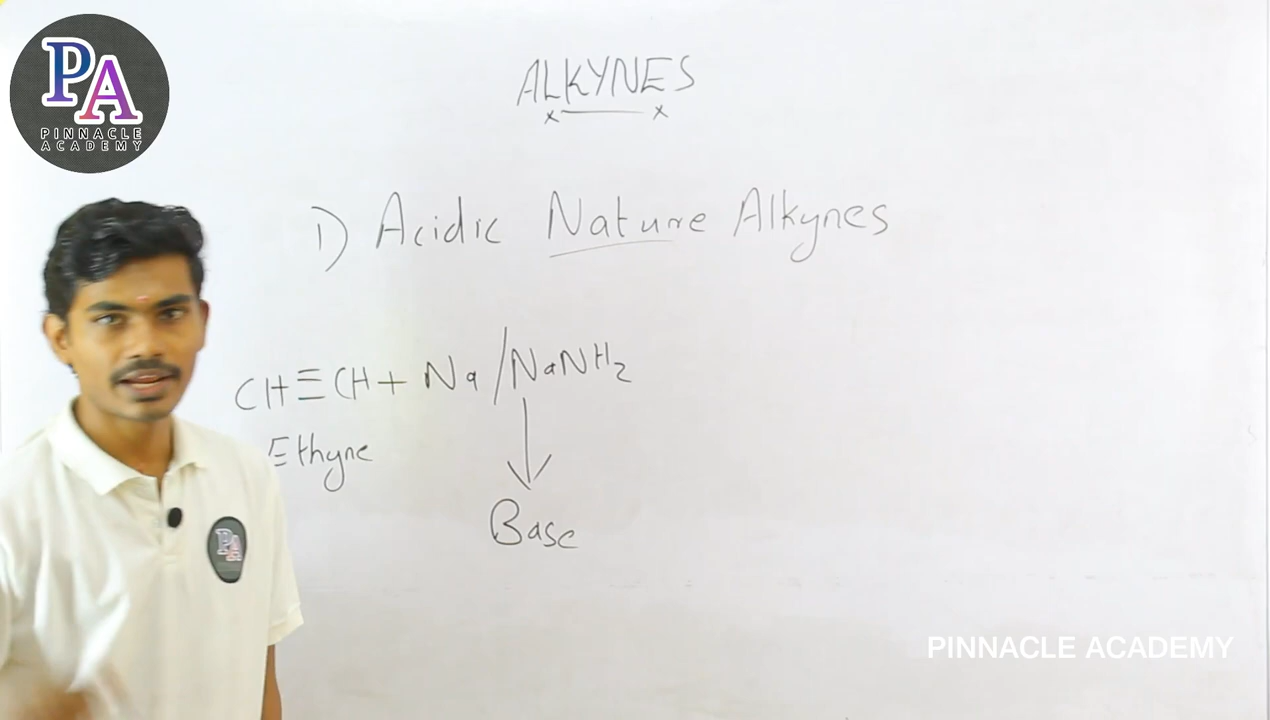 PA
PINNACLE
ACADEMY
ALKYNES
1) Acidic Nature Alkynes
CH≡CH + Na /NaNH2
Ethyne
Base
PA
PINNACLE ACADEMY